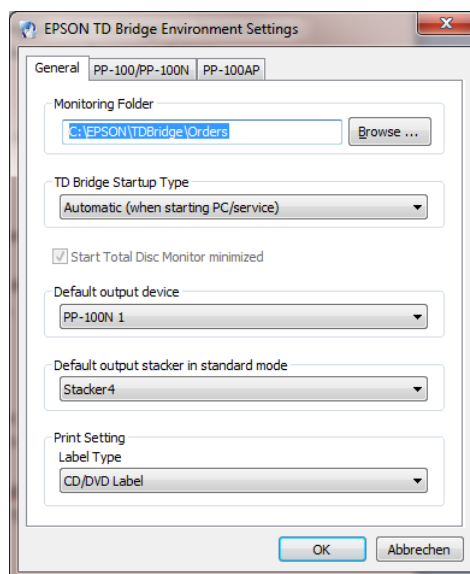 EPSON TD Bridge Environment Settings
General PP-100/PP-100N PP-100AP
Monitoring Folder
C:\EPSON\TDBridge\Orders Browse ...
TD Bridge Startup Type
Automatic (when starting PC/service)
Start Total Disc Monitor minimized
Default output device
PP-100N 1
Default output stacker in standard mode
Stacker4
Print Setting
Label Type
CD/DVD Label
OK Abbrechen